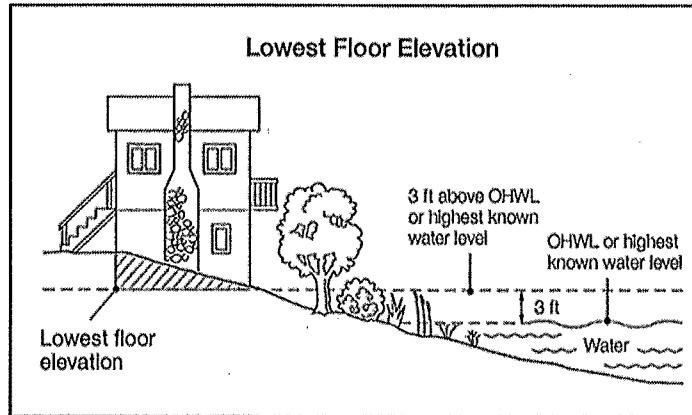 Lowest Floor Elevation
3 ft above OHWL
or highest known
water level
OHWL or highest
known water level
3 ft
Water
Lowest floor
elevation